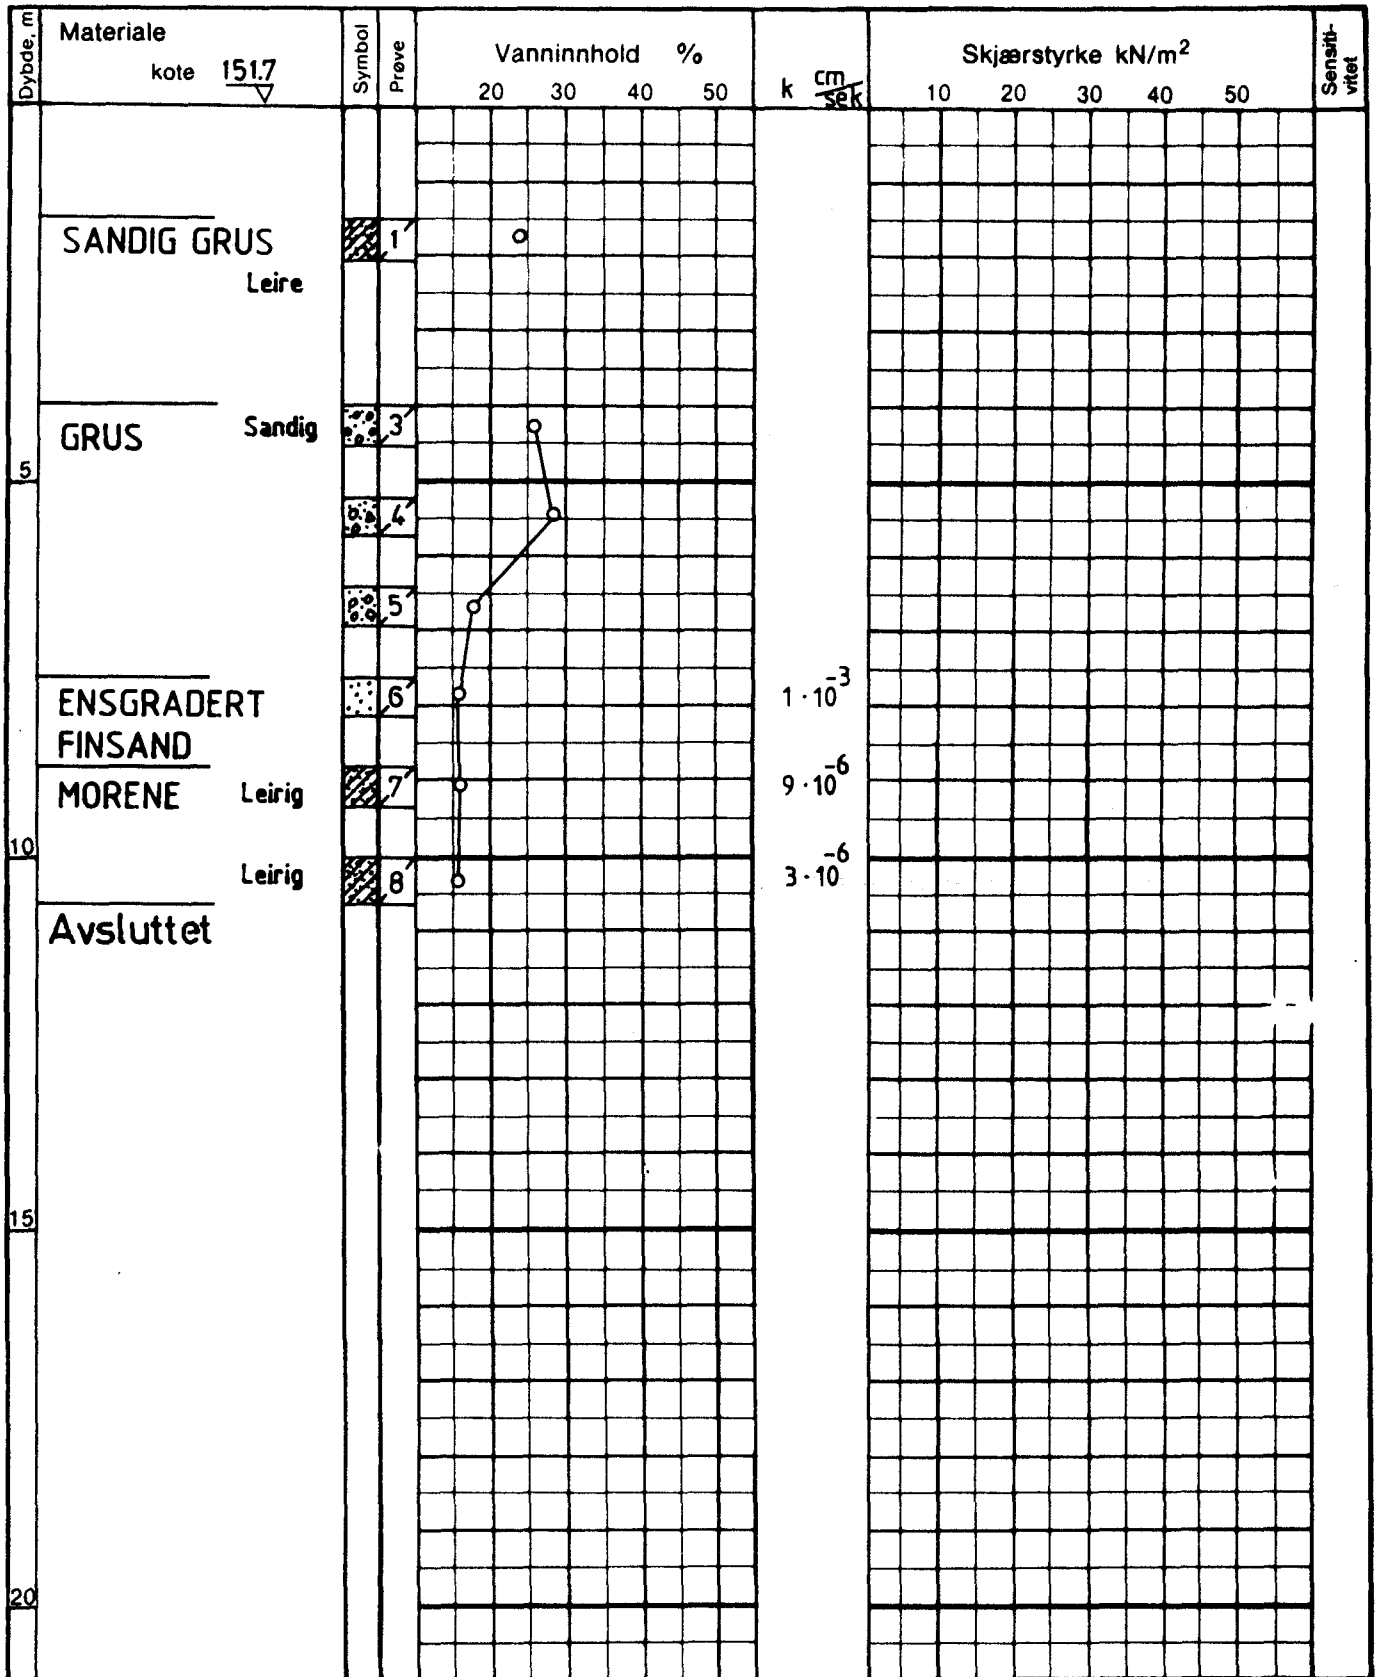 Dybde, m
Materiale
kote 151.7
Symbol
Prøve
Vanninnhold %
20 30 40 50
k cm/sek
Skjærstyrke kN/m²
10 20 30 40 50
Sensiti-
vitet
SANDIG GRUS
1
Leire
GRUS
Sandig
3
5
4
5
ENSGRADERT
FINSAND
6
1·10⁻³
MORENE
Leirig
7
9·10⁻⁶
10
Leirig
8
3·10⁻⁶
Avsluttet
15
20